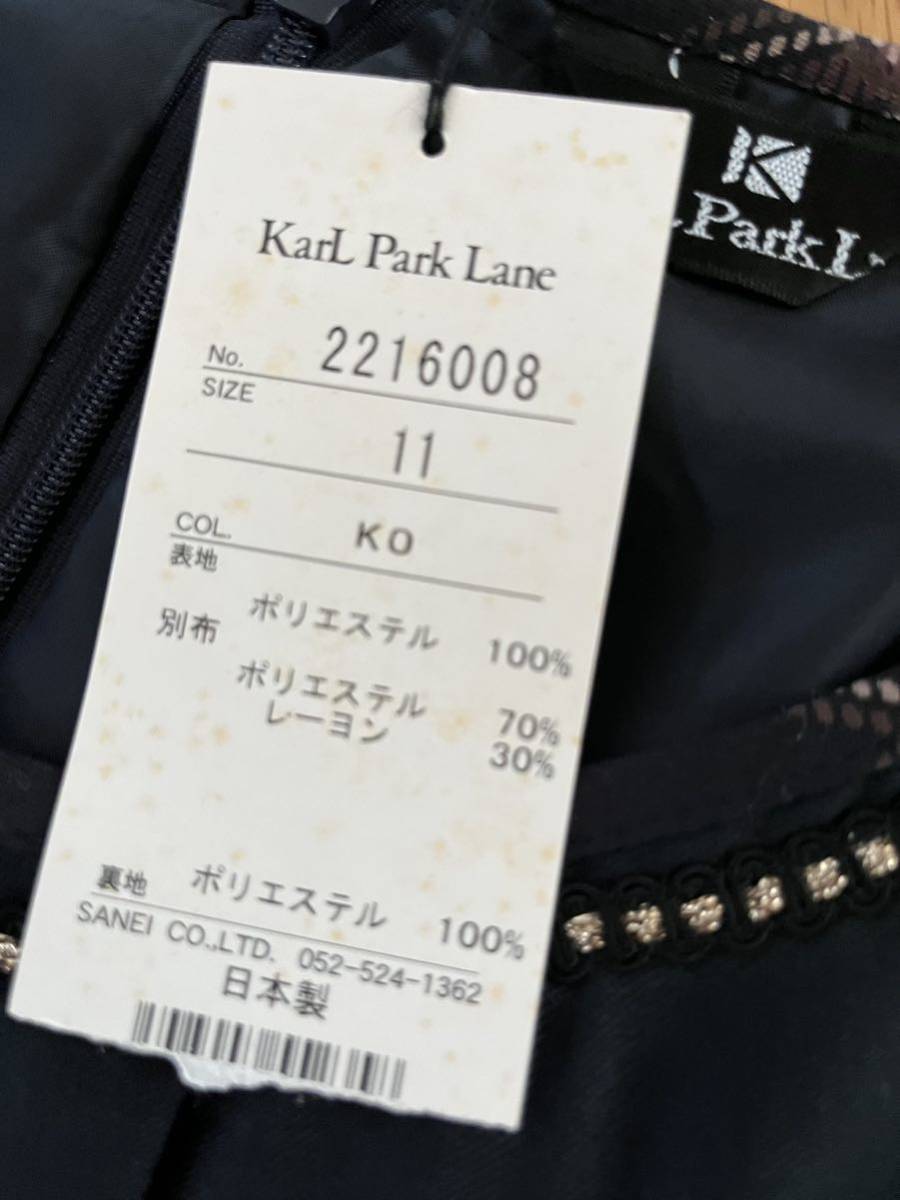 KarL Park Lane
No. 2216008
SIZE
11
COL. KO
表地
ポリエステル 100%
別布
ポリエステル 70%
レーヨン 30%
裏地 ポリエステル 100%
SANEI CO.,LTD. 052-524-1362
日本製
K
Park